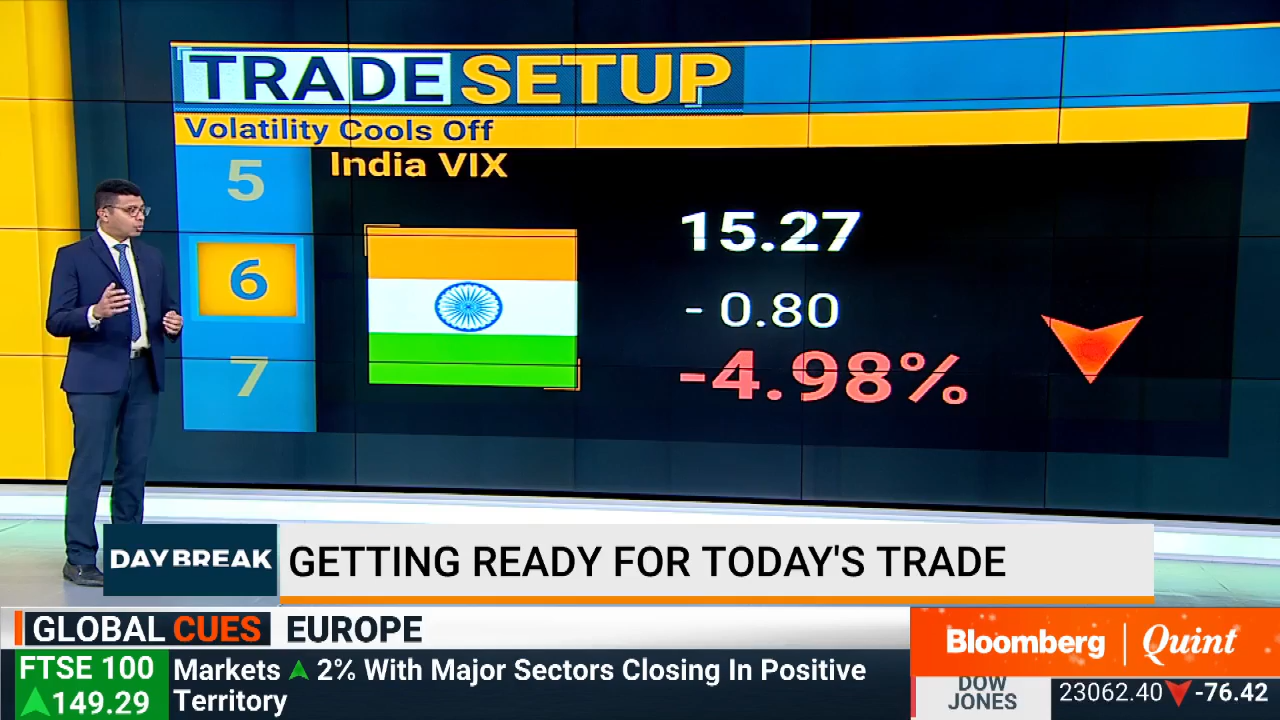 TRADE SETUP
Volatility Cools Off
India VIX
5
6
7
15.27
- 0.80
-4.98%
DAYBREAK
GETTING READY FOR TODAY'S TRADE
GLOBAL CUES EUROPE
FTSE 100
149.29
Markets ▲ 2% With Major Sectors Closing In Positive
Territory
Bloomberg | Quint
DOW
JONES
23062.40 ▼ -76.42